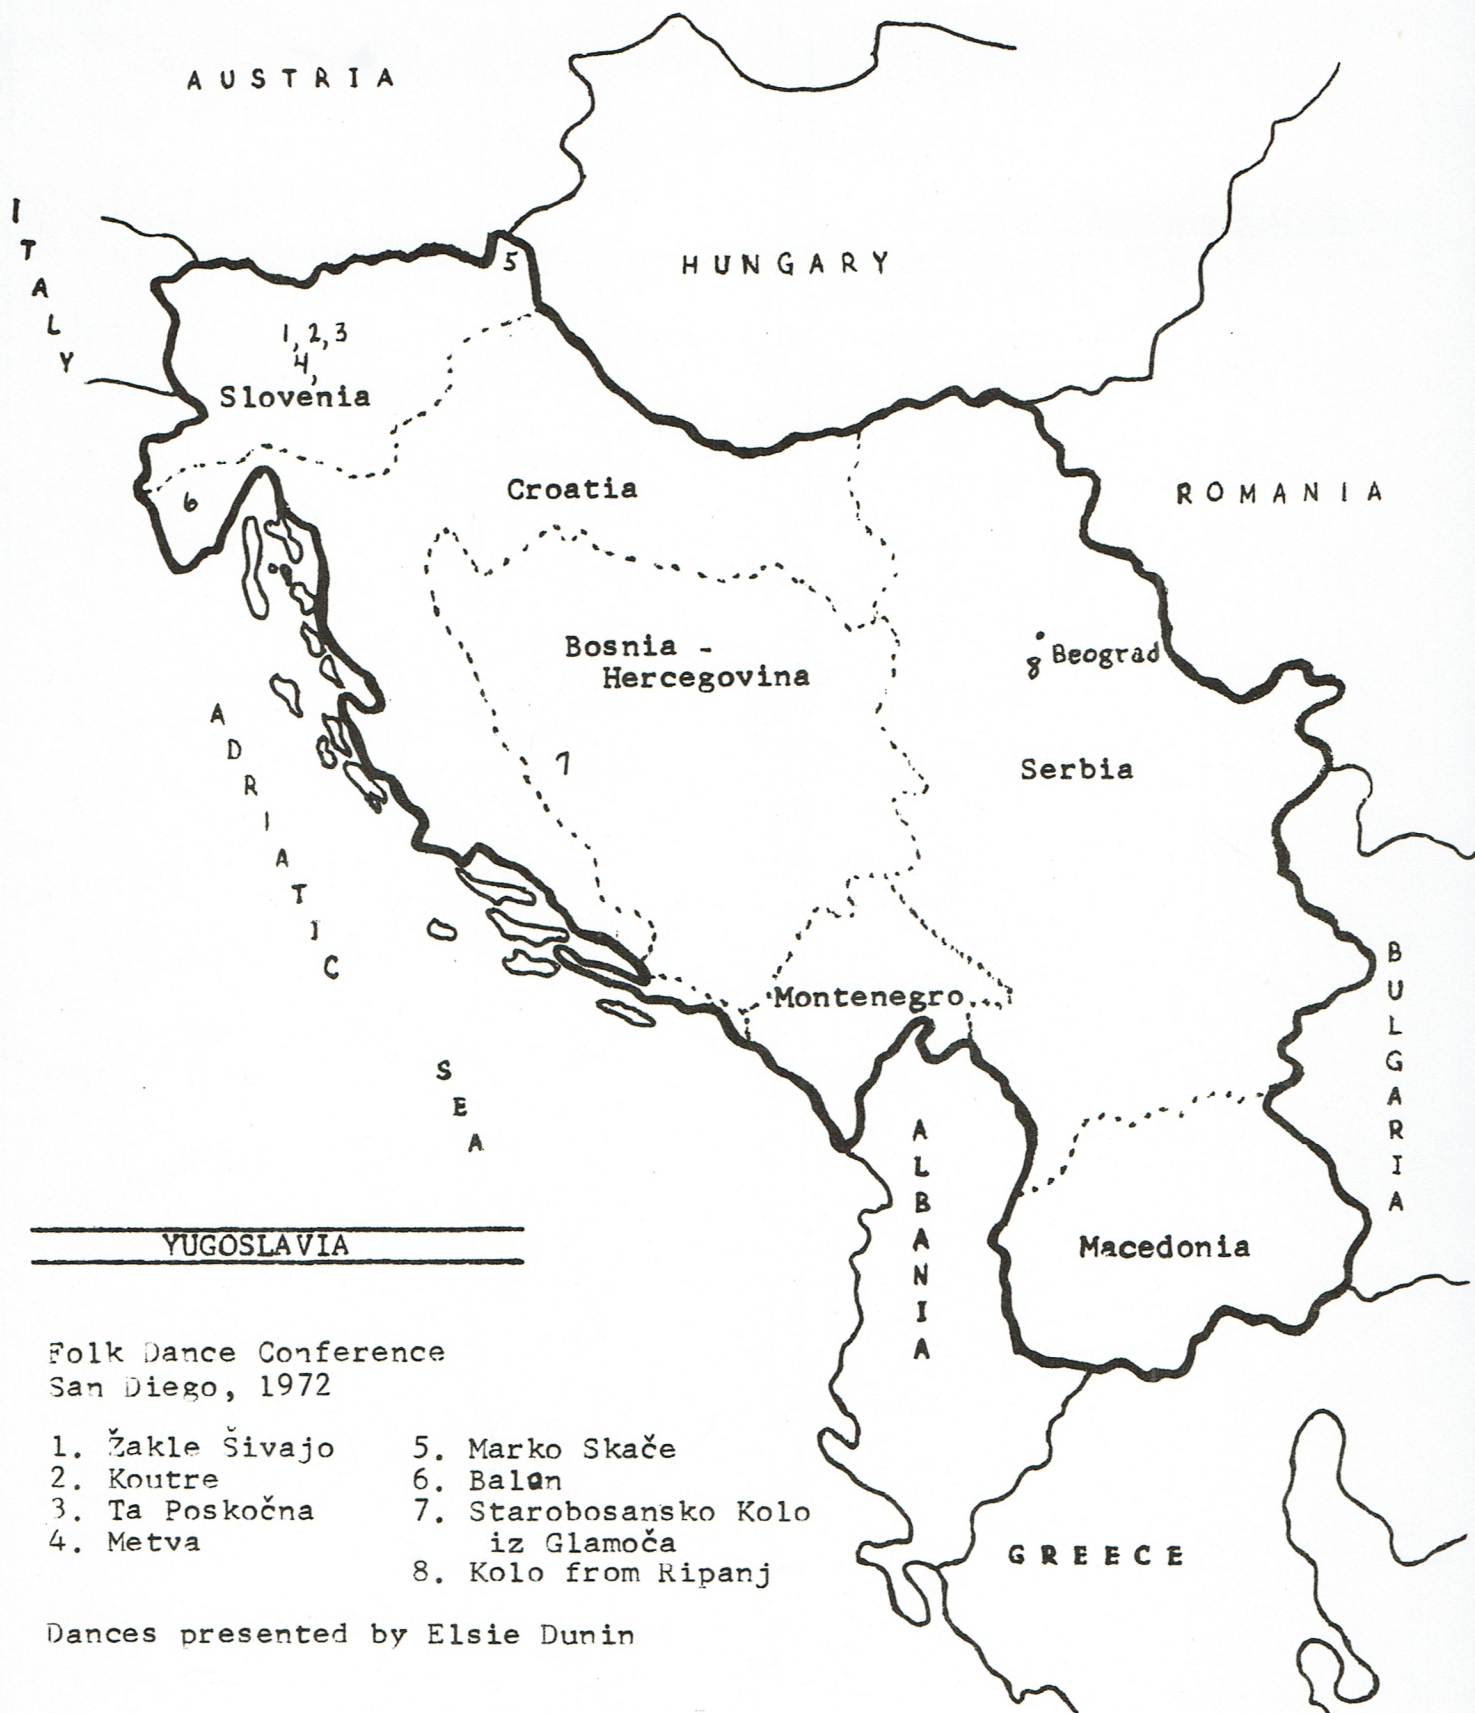 AUSTRIA
ITALY
HUNGARY
5
1, 2, 3
4,
Slovenia
Croatia
ROMANIA
6
Bosnia -
Hercegovina
Beograd
8
7
Serbia
ADRIATIC
SEA
Montenegro
BULGARIA
ALBANIA
Macedonia
YUGOSLAVIA
GREECE
Folk Dance Conference
San Diego, 1972
1. Žakle Šivajo
2. Koutre
3. Ta Poskočna
4. Metva
5. Marko Skače
6. Balun
7. Starobosansko Kolo
iz Glamoča
8. Kolo from Ripanj
Dances presented by Elsie Dunin